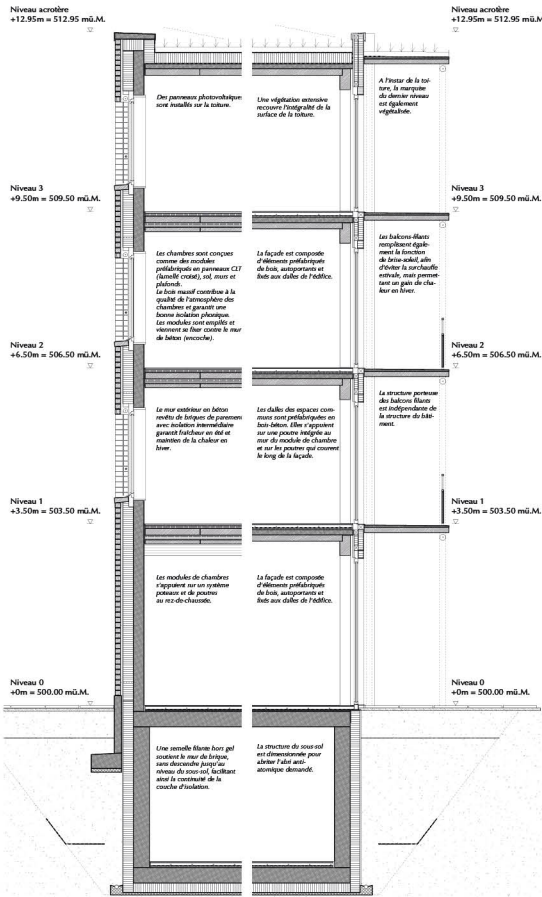 Niveau acrotère
+12.95m = 512.95 mü.M.
Niveau acrotère
+12.95m = 512.95 mü.M
Des panneaux photovoltaïque
sont installés sur la toiture.
Une végétation extensive
recouvre l'intégralité de la
surface de la toiture.
A l'instar de la toi-
ture, la marquise
du dernier niveau
est également
végétalisée.
Niveau 3
+9.50m = 509.50 mü.M.
Niveau 3
+9.50m = 509.50 mü.M.
Les chambres sont conçues
comme des modules
préfabriqués en panneaux CLT
(lamellé croisé), sol, murs et
plafonds.
La bois massif contribue à la
qualité de l'atmosphère des
chambres et garantit une
bonne isolation phonique.
Les modules sont empilés et
viennent se fixer contre le mur
de béton (encoche).
La façade est composée
d'éléments préfabriqués
de bois, autoportants et
fixés aux dalles de l'édifice.
Les balcons-filants
remplissent égale-
ment la fonction
de brise-soleil, afin
d'éviter la surchauffe
estivale, mais permet-
tant un gain de cha-
leur en hiver.
Niveau 2
+6.50m = 506.50 mü.M.
Niveau 2
+6.50m = 506.50 mü.M.
Le mur extérieur en béton
revêtu de briques de paremen
avec isolation intermédiaire
garantit fraîcheur en été et
maintien de la chaleur en
hiver.
Les dalles des espaces com-
muns sont préfabriquées en
bois-béton. Elles s'appuient
sur une poutre intégrée au
mur du module de chambre
et sur les poutres qui courent
le long de la façade.
La structure porteuse
des balcons filants
est indépendante de
la structure du bâti-
ment.
Niveau 1
+3.50m = 503.50 mü.M.
Niveau 1
+3.50m = 503.50 mü.M.
Les modules de chambres
s'appuient sur un système
poteaux et de poutres
au rez-de-chaussée.
La façade est composée
d'éléments préfabriqués
de bois, autoportants et
fixés aux dalles de l'édifice.
Niveau 0
+0m = 500.00 mü.M.
Niveau 0
+0m = 500.00 mü.M.
Une semelle filante hors gel
soutient le mur de brique,
sans descendre jusqu'au
niveau du sous-sol, facilitant
ainsi la continuité de la
couche d'isolation.
La structure du sous-sol
est dimensionnée pour
abriter l'abri anti-
atomique demandé.